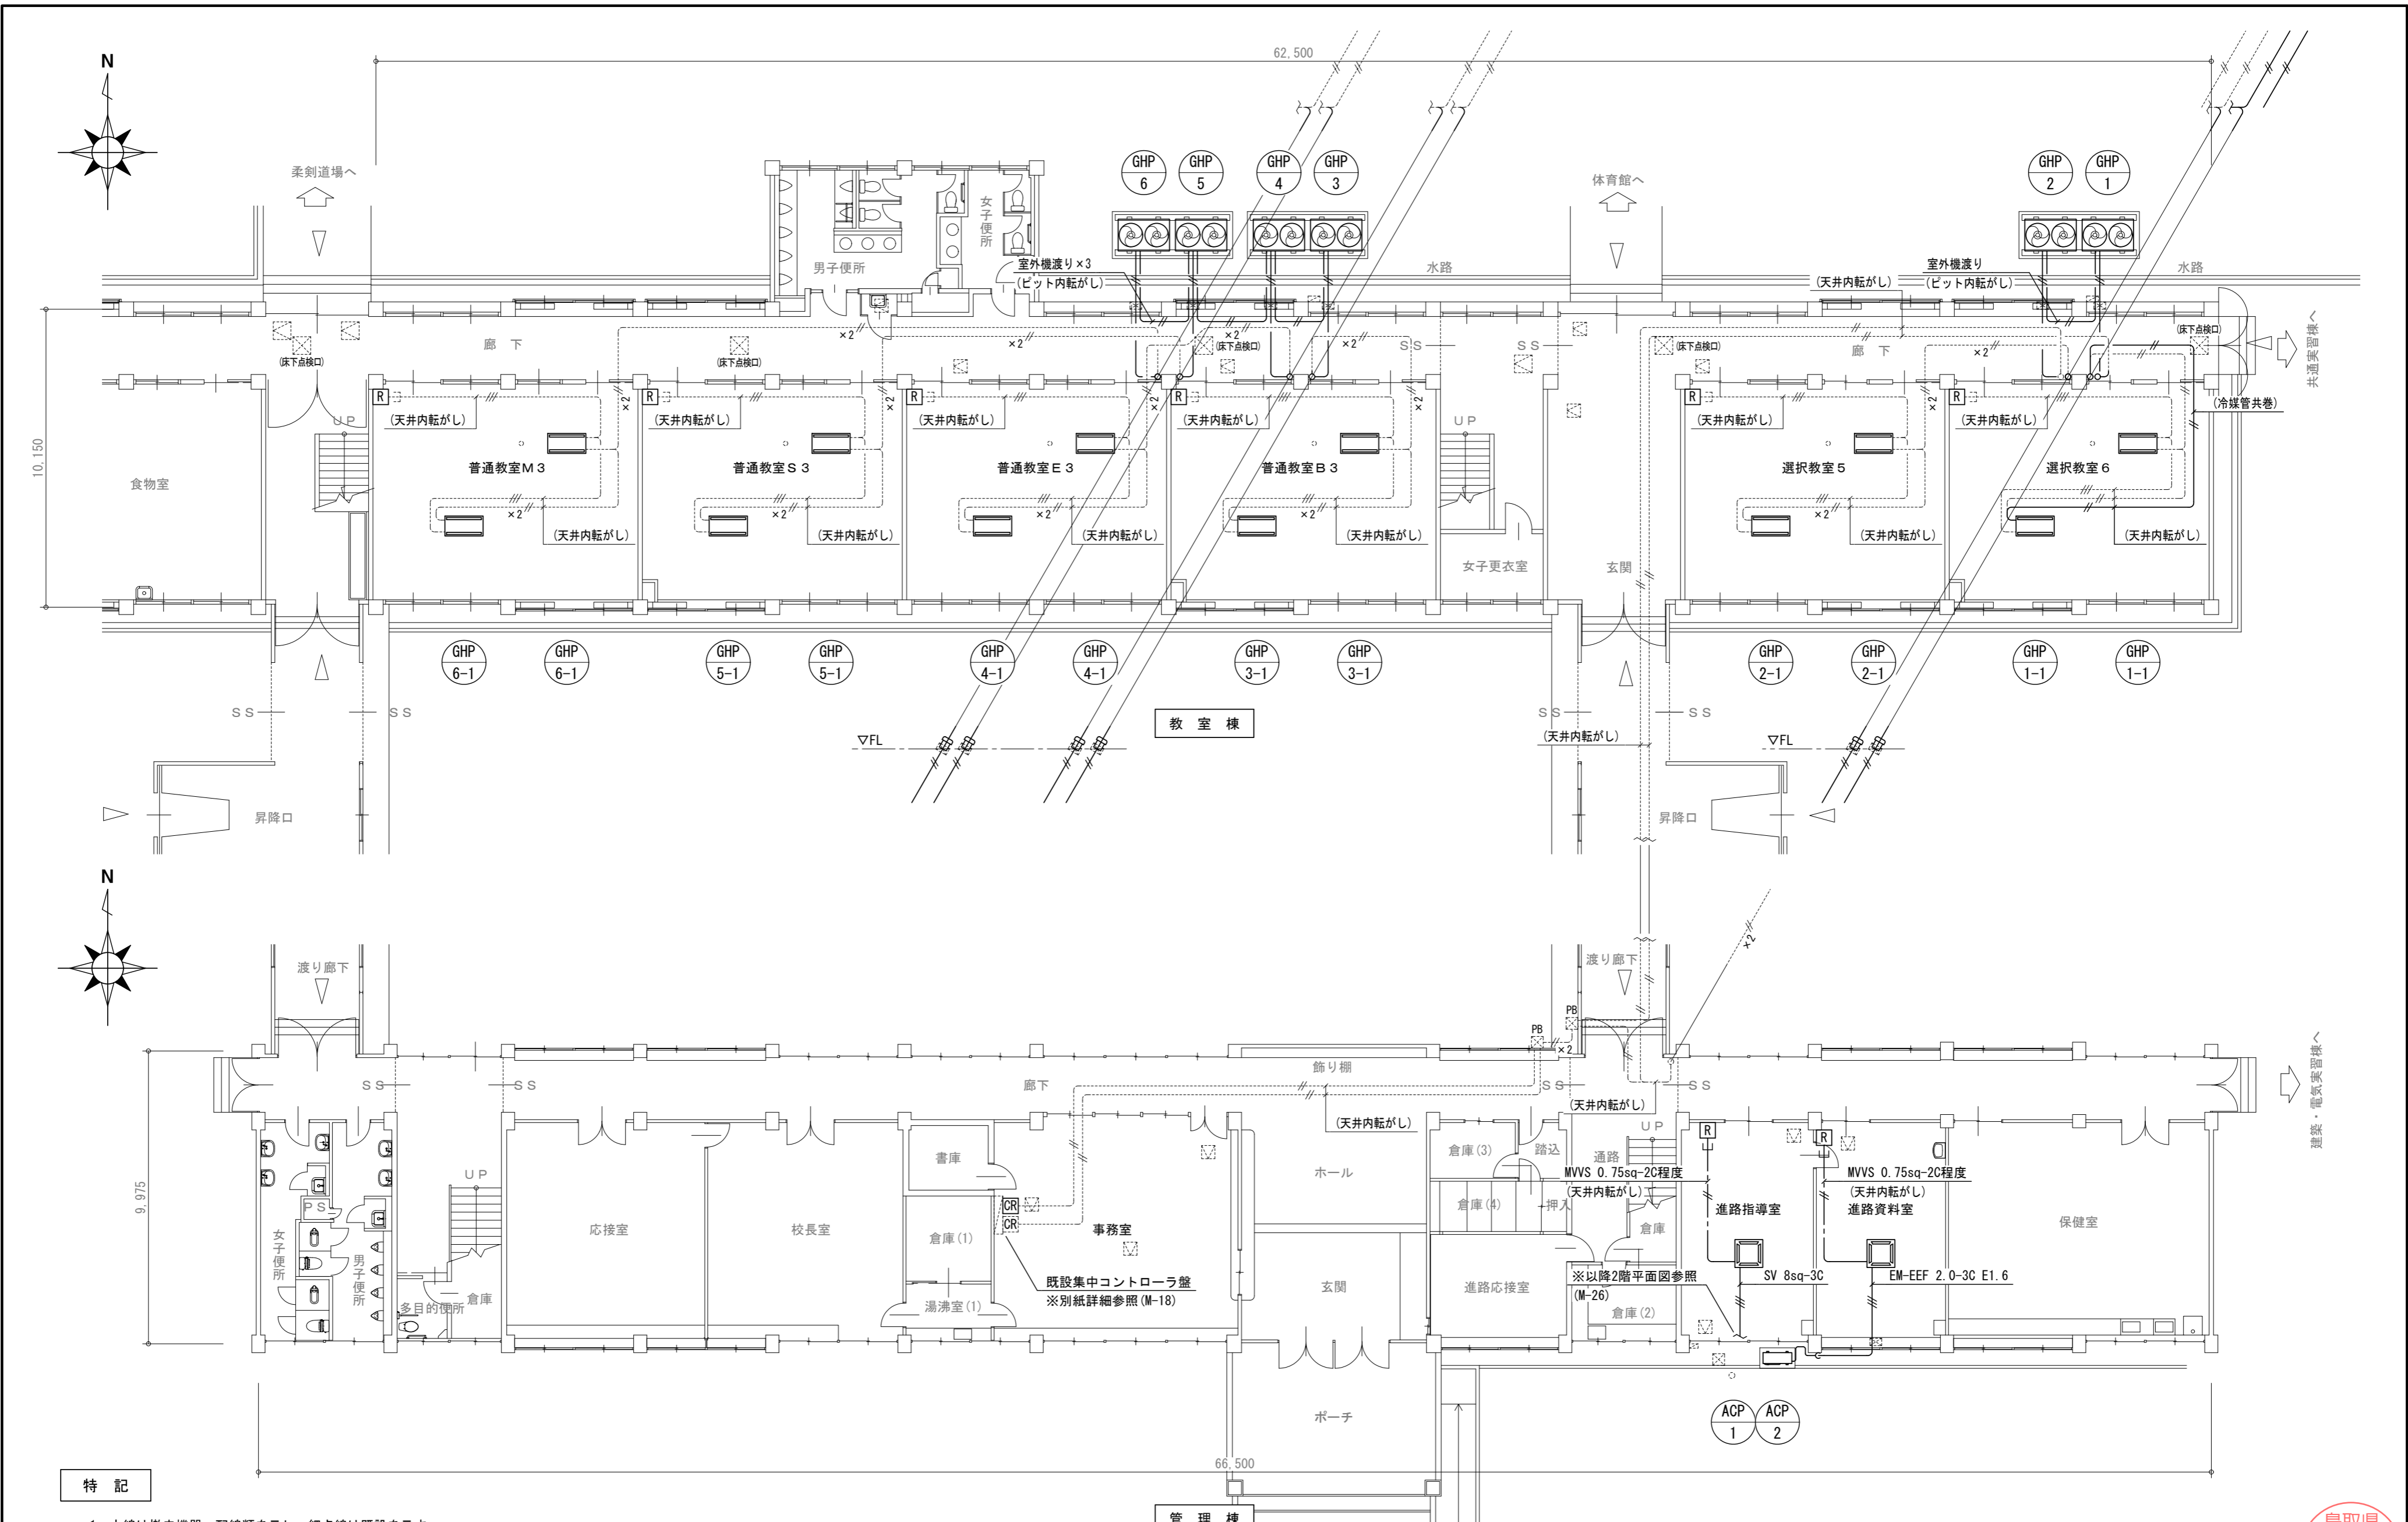 N
62,500
柔剣道場へ
GHP
6
GHP
5
GHP
4
GHP
3
体育館へ
GHP
2
GHP
1
女子便所
男子便所
室外機渡り×3
(ピット内転がし)
水路
(天井内転がし)
室外機渡り
(ピット内転がし)
水路
廊 下
(床下点検口)
(床下点検口)
×2
×2
(床下点検口)
×2
SS
SS
廊 下
×2
(床下点検口)
共通実習棟へ
10,150
R
R
R
R
R
R
×2
×2
×2
×2
×2
(冷媒管共巻)
(天井内転がし)
(天井内転がし)
(天井内転がし)
(天井内転がし)
(天井内転がし)
(天井内転がし)
UP
UP
食物室
普通教室M3
普通教室S3
普通教室E3
普通教室B3
選択教室5
選択教室6
×2
×2
×2
×2
×2
(天井内転がし)
(天井内転がし)
(天井内転がし)
(天井内転がし)
(天井内転がし)
(天井内転がし)
女子更衣室
玄関
GHP
6-1
GHP
6-1
GHP
5-1
GHP
5-1
GHP
4-1
GHP
4-1
GHP
3-1
GHP
3-1
GHP
2-1
GHP
2-1
GHP
1-1
GHP
1-1
SS
SS
教 室 棟
SS
SS
▽FL
(天井内転がし)
▽FL
昇降口
昇降口
N
渡り廊下
渡り廊下
×2
PB
PB
×2
SS
SS
廊下
飾り棚
SS
SS
(天井内転がし)
(天井内転がし)
建築・電気実習棟へ
9,975
UP
UP
R
R
書庫
ホール
倉庫(3)
踏込
通路
MVVS 0.75sq-2C程度
(天井内転がし)
MVVS 0.75sq-2C程度
(天井内転がし)
PS
CR
CR
倉庫(4)
押入
進路指導室
進路資料室
女子便所
男子便所
応接室
校長室
倉庫(1)
事務室
倉庫
保健室
既設集中コントローラ盤
※別紙詳細参照(M-18)
玄関
進路応接室
※以降2階平面図参照
(M-26)
SV 8sq-3C
EM-EEF 2.0-3C E1.6
多目的便所
倉庫
湯沸室(1)
倉庫(2)
ポーチ
ACP
1
ACP
2
66,500
特 記
管 理 棟
鳥取県